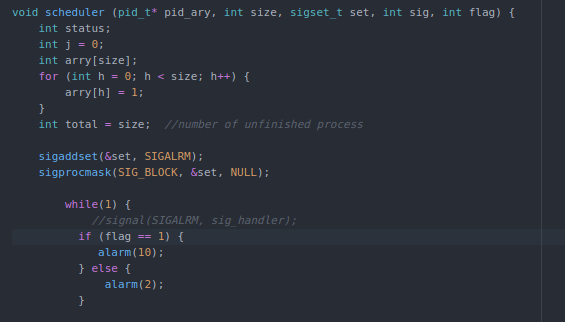 void scheduler (pid_t* pid_ary, int size, sigset_t set, int sig, int flag) {
    int status;
    int j = 0;
    int arry[size];
    for (int h = 0; h < size; h++) {
        arry[h] = 1;
    }
    int total = size;  //number of unfinished process

    sigaddset(&set, SIGALRM);
    sigprocmask(SIG_BLOCK, &set, NULL);

        while(1) {
            //signal(SIGALRM, sig_handler);
          if (flag == 1) {
             alarm(10);
          } else {
              alarm(2);
          }